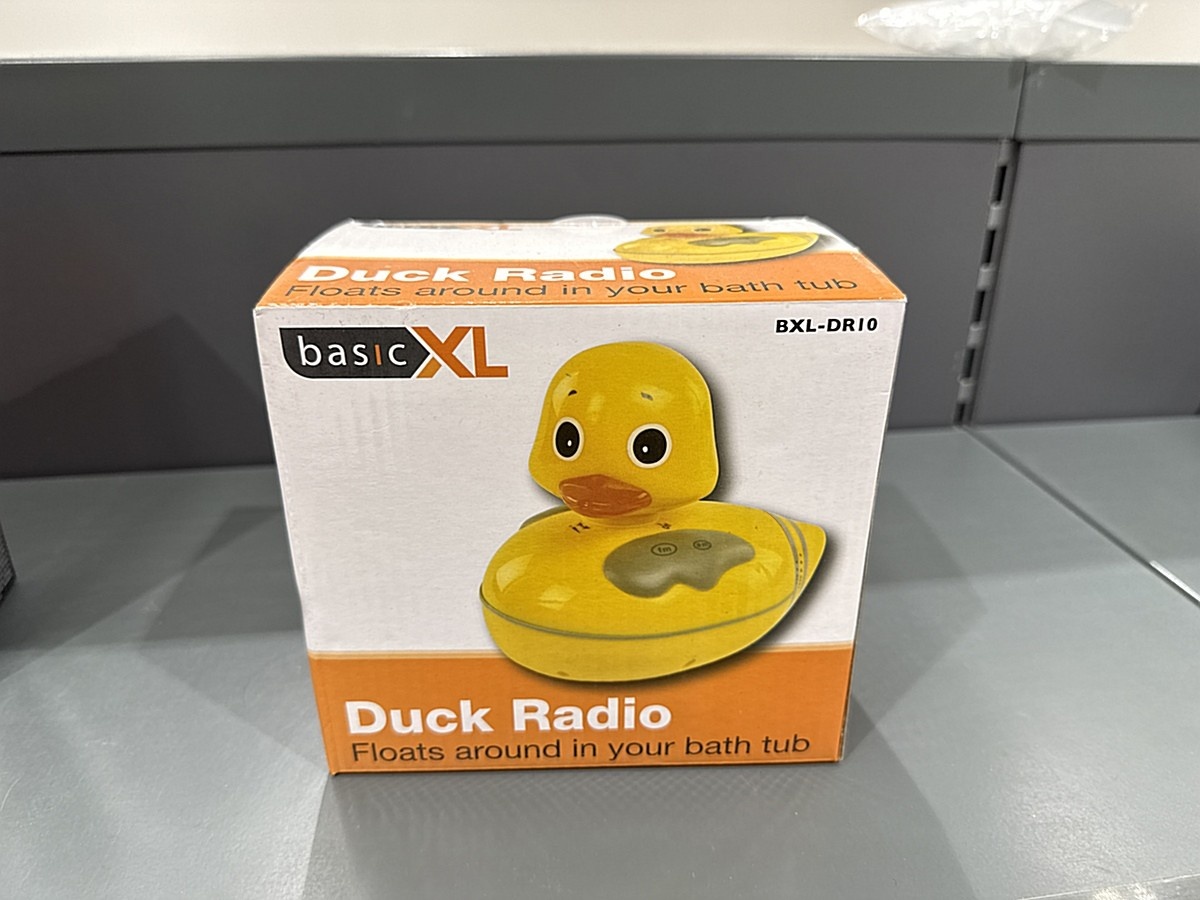 Duck Radio
Floats around in your bath tub
basicXL
BXL-DR10
fm
Duck Radio
Floats around in your bath tub